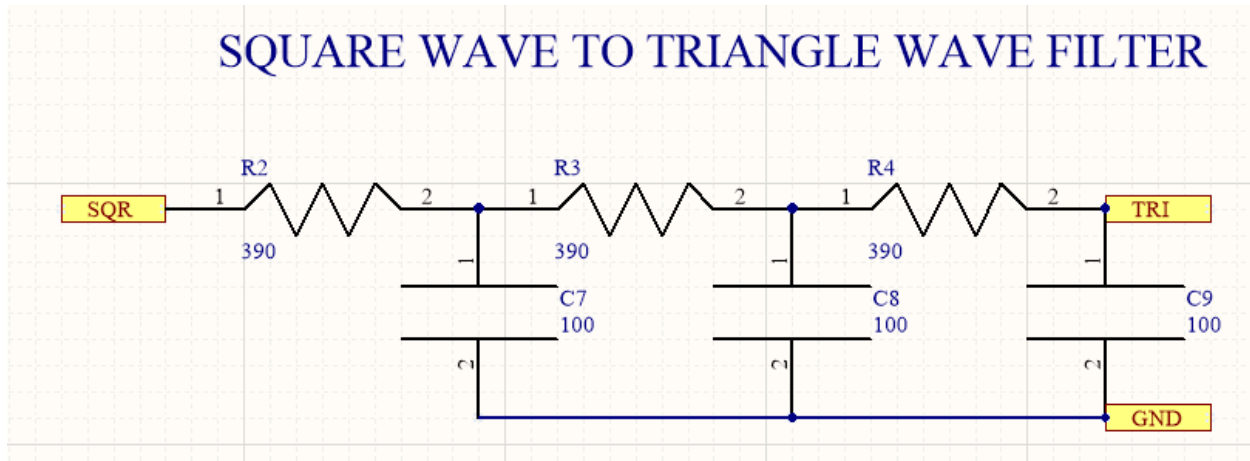 SQUARE WAVE TO TRIANGLE WAVE FILTER
R2
R3
R4
SQR
1
2
1
2
1
2
TRI
390
390
390
1
1
1
C7
C8
C9
100
100
100
2
2
2
GND